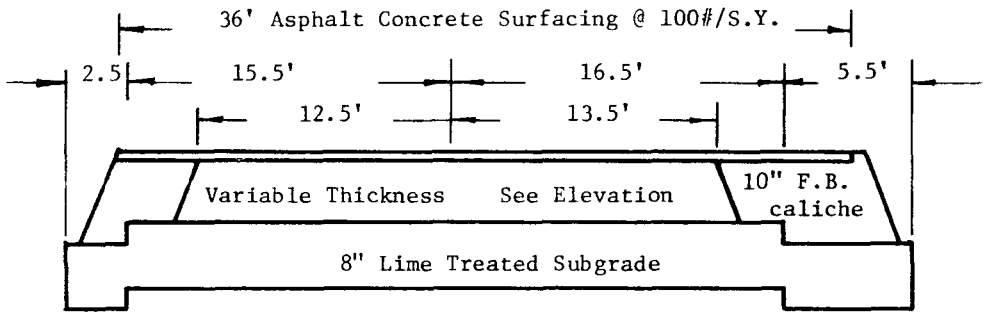 36' Asphalt Concrete Surfacing @ 100#/S.Y.
2.5 15.5' 16.5' 5.5'
12.5' 13.5'
Variable Thickness See Elevation
10" F.B.
caliche
8" Lime Treated Subgrade